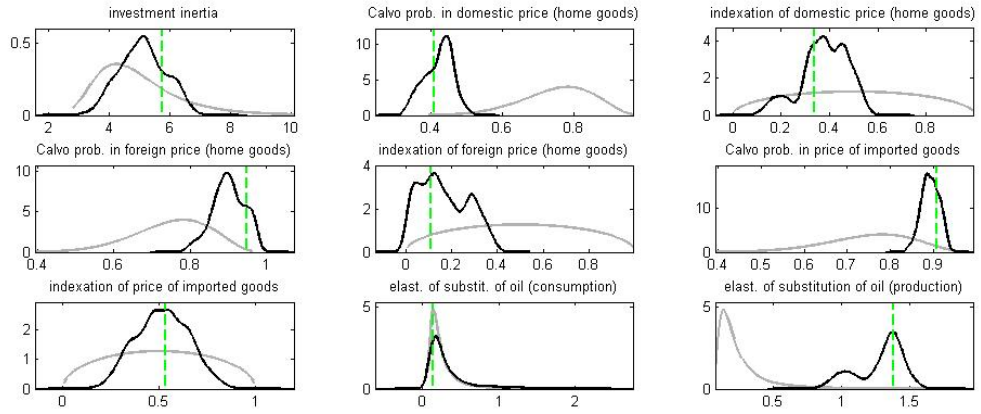 investment inertia
Calvo prob. in domestic price (home goods)
indexation of domestic price (home goods)
0.5
0
2 4 6 8 10
10
5
0
0.4 0.6 0.8
4
2
0
0 0.2 0.4 0.6 0.8
Calvo prob. in foreign price (home goods)
indexation of foreign price (home goods)
Calvo prob. in price of imported goods
10
5
0
0.4 0.6 0.8 1
4
2
0
0 0.2 0.4 0.6 0.8
10
0
0.4 0.5 0.6 0.7 0.8 0.9
indexation of price of imported goods
elast. of substit. of oil (consumption)
elast. of substitution of oil (production)
2
1
0
0 0.5 1
5
0
0 1 2
5
0
0.5 1 1.5